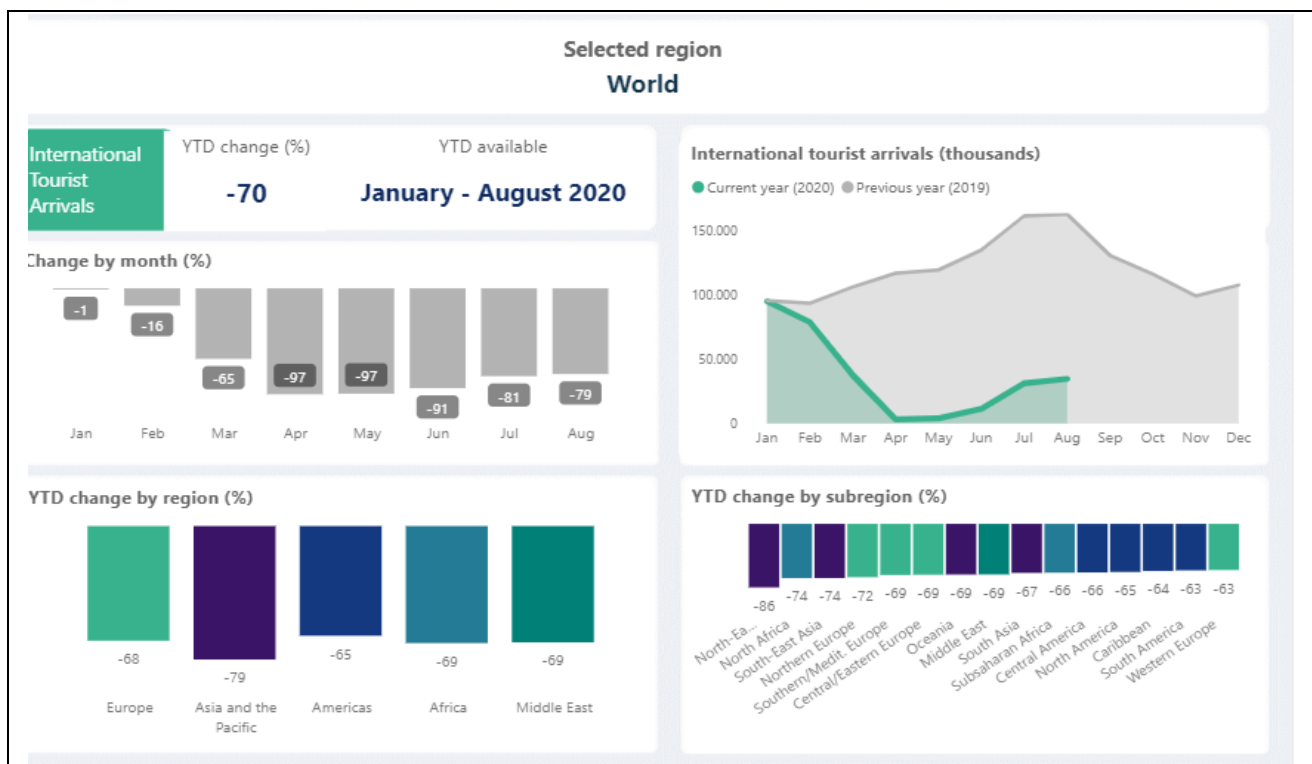 Selected region
World
International
Tourist
Arrivals
YTD change (%)
-70
YTD available
January - August 2020
Change by month (%)
-1
-16
-65
-97
-97
-91
-81
-79
Jan
Feb
Mar
Apr
May
Jun
Jul
Aug
International tourist arrivals (thousands)
Current year (2020)
Previous year (2019)
150.000
100.000
50.000
0
Jan
Feb
Mar
Apr
May
Jun
Jul
Aug
Sep
Oct
Nov
Dec
YTD change by region (%)
-68
-79
-65
-69
-69
Europe
Asia and the
Pacific
Americas
Africa
Middle East
YTD change by subregion (%)
-86
-74
-74
-72
-69
-69
-69
-69
-67
-66
-66
-65
-64
-63
-63
North-Ea...
North Africa
South-East Asia
Northern Europe
Southern/Medit. Europe
Central/Eastern Europe
Oceania
Middle East
South Asia
Subsaharan Africa
Central America
North America
Caribbean
South America
Western Europe